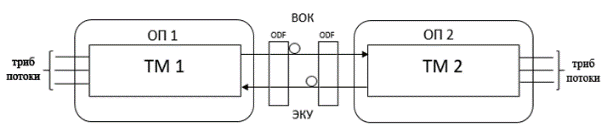 ВОК
ОП 1
ODF
ODF
ОП 2
триб
потоки
ТМ 1
ТМ 2
триб
потоки
ЭКУ